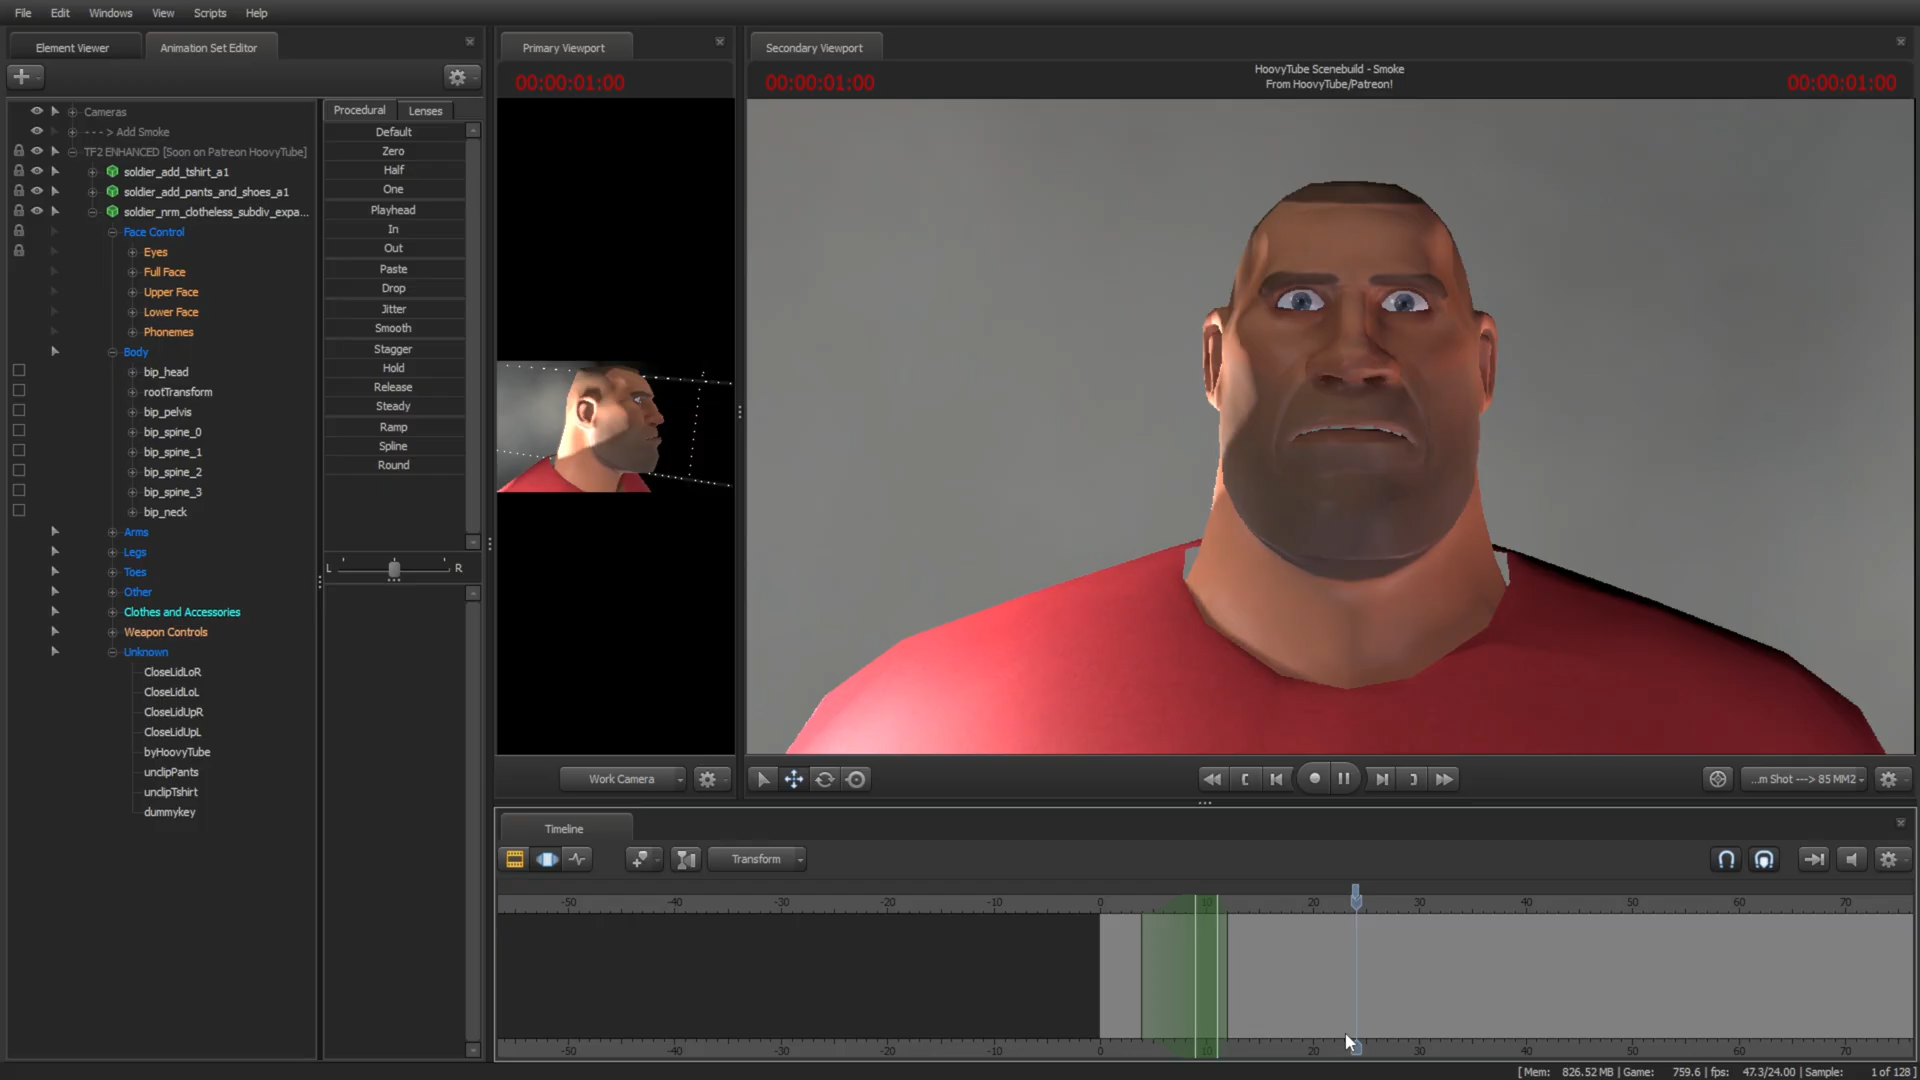 File Edit Windows View Scripts Help
Element Viewer
Animation Set Editor
Cameras
- - - > Add Smoke
TF2 ENHANCED [Soon on Patreon HoovyTube]
soldier_add_tshirt_a1
soldier_add_pants_and_shoes_a1
soldier_nrm_clotheless_subdiv_expa...
Face Control
Eyes
Full Face
Upper Face
Lower Face
Phonemes
Body
bip_head
rootTransform
bip_pelvis
bip_spine_0
bip_spine_1
bip_spine_2
bip_spine_3
bip_neck
Arms
Legs
Toes
Other
Clothes and Accessories
Weapon Controls
Unknown
CloseLidLoR
CloseLidLoL
CloseLidUpR
CloseLidUpL
byHoovyTube
unclipPants
unclipTshirt
dummykey
Procedural
Lenses
Default
Zero
Half
One
Playhead
In
Out
Paste
Drop
Jitter
Smooth
Stagger
Hold
Release
Steady
Ramp
Spline
Round
L R
Primary Viewport
00:00:01:00
Work Camera
Secondary Viewport
00:00:01:00
HoovyTube Scenebuild - Smoke
From HoovyTube/Patreon!
00:00:01:00
...m Shot ---> 85 MM2
Timeline
Transform
-50 -40 -30 -20 -10 0 10 20 30 40 50 60 70
-50 -40 -30 -20 -10 0 10 20 30 40 50 60 70
[ Mem: 826.52 MB | Game: 759.6 | fps: 47.3/24.00 | Sample: 1 of 128 ]